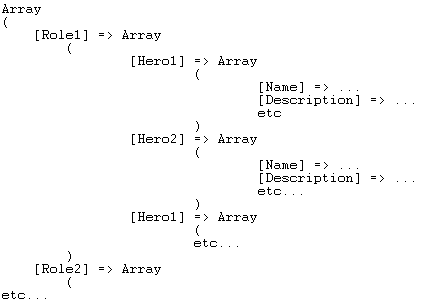 Array
(
[Role1] => Array
(
[Hero1] => Array
(
[Name] => ...
[Description] => ...
etc
)
[Hero2] => Array
(
[Name] => ...
[Description] => ...
etc...
)
[Hero1] => Array
(
etc...
)
[Role2] => Array
(
etc...